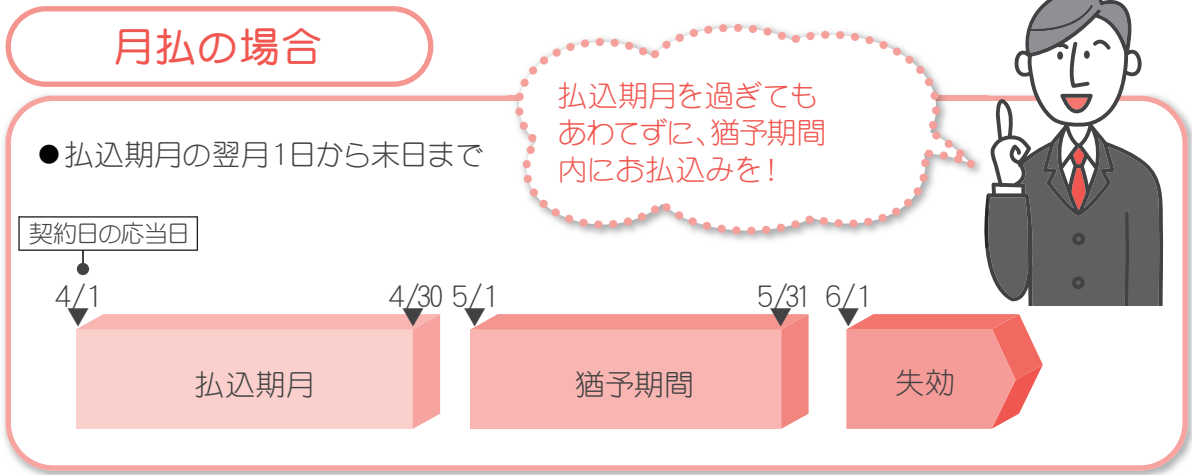 月払の場合
払込期月を過ぎても
あわてずに、猶予期間
内にお払込みを!
●払込期月の翌月1日から末日まで
契約日の応当日
4/1 4/30 5/1 5/31 6/1
払込期月 猶予期間 失効